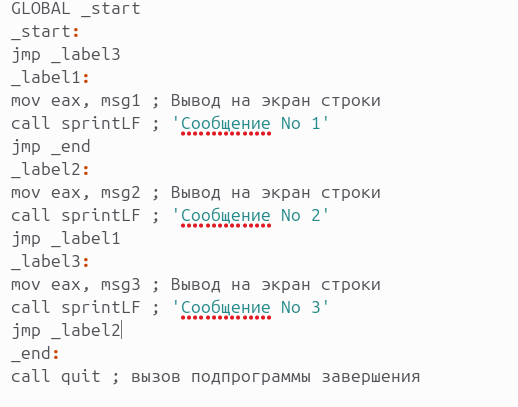 GLOBAL _start
_start:
jmp _label3
_label1:
mov eax, msg1 ; Вывод на экран строки
call sprintLF ; 'Сообщение No 1'
jmp _end
_label2:
mov eax, msg2 ; Вывод на экран строки
call sprintLF ; 'Сообщение No 2'
jmp _label1
_label3:
mov eax, msg3 ; Вывод на экран строки
call sprintLF ; 'Сообщение No 3'
jmp _label2
_end:
call quit ; вызов подпрограммы завершения